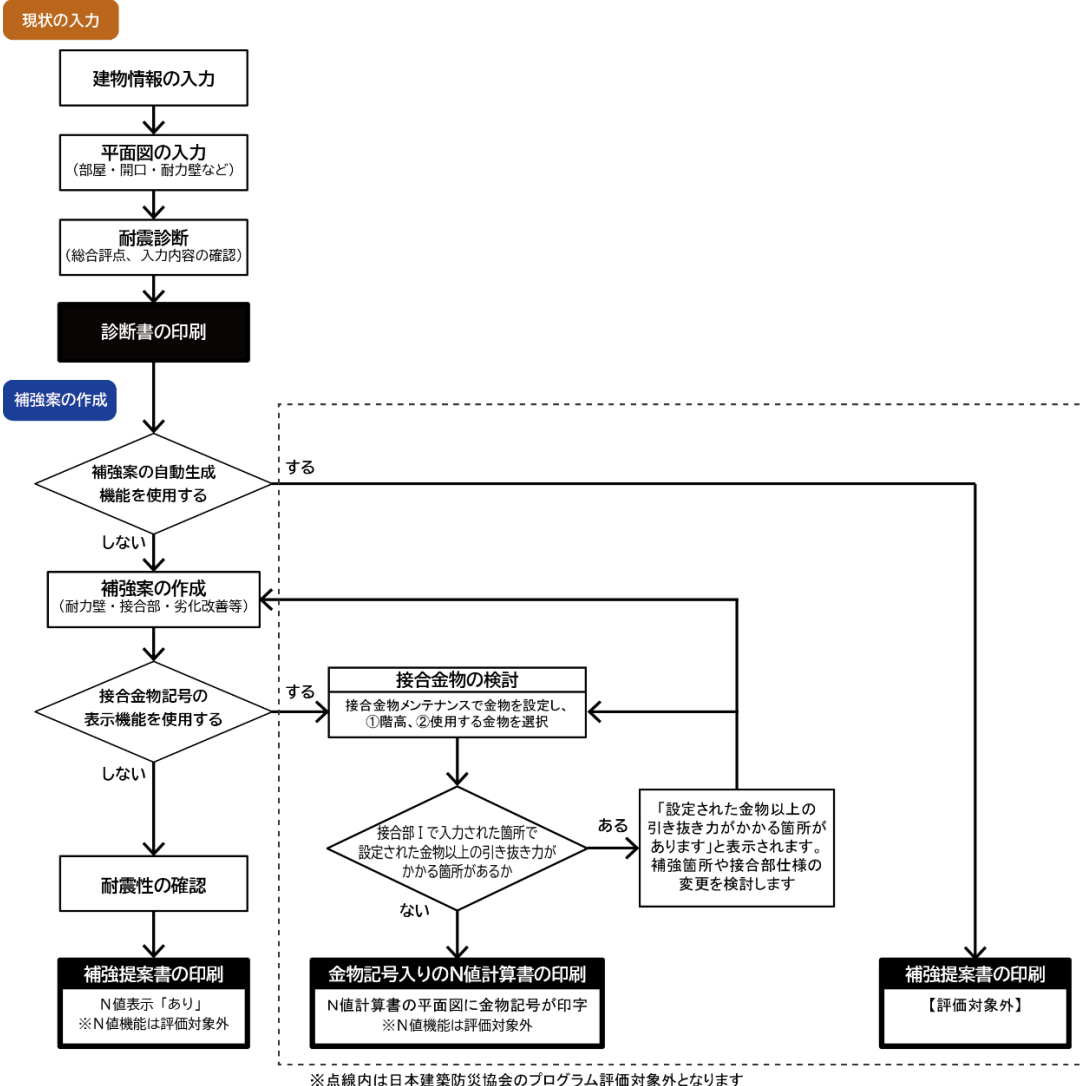 現状の入力
建物情報の入力
平面図の入力
（部屋・開口・耐力壁など）
耐震診断
（総合評点、入力内容の確認）
診断書の印刷
補強案の作成
補強案の自動生成
機能を使用する
する
しない
補強案の作成
（耐力壁・接合部・劣化改善等）
接合金物記号の
表示機能を使用する
する
しない
接合金物の検討
接合金物メンテナンスで金物を設定し、
①階高、②使用する金物を選択
接合部Ⅰで入力された箇所で
設定された金物以上の引き抜き力が
かかる箇所があるか
ある
ない
「設定された金物以上の
引き抜き力がかかる箇所が
あります」と表示されます。
補強箇所や接合部仕様の
変更を検討します
耐震性の確認
補強提案書の印刷
N値表示「あり」
※N値機能は評価対象外
金物記号入りのN値計算書の印刷
N値計算書の平面図に金物記号が印字
※N値機能は評価対象外
補強提案書の印刷
【評価対象外】
※点線内は日本建築防災協会のプログラム評価対象外となります